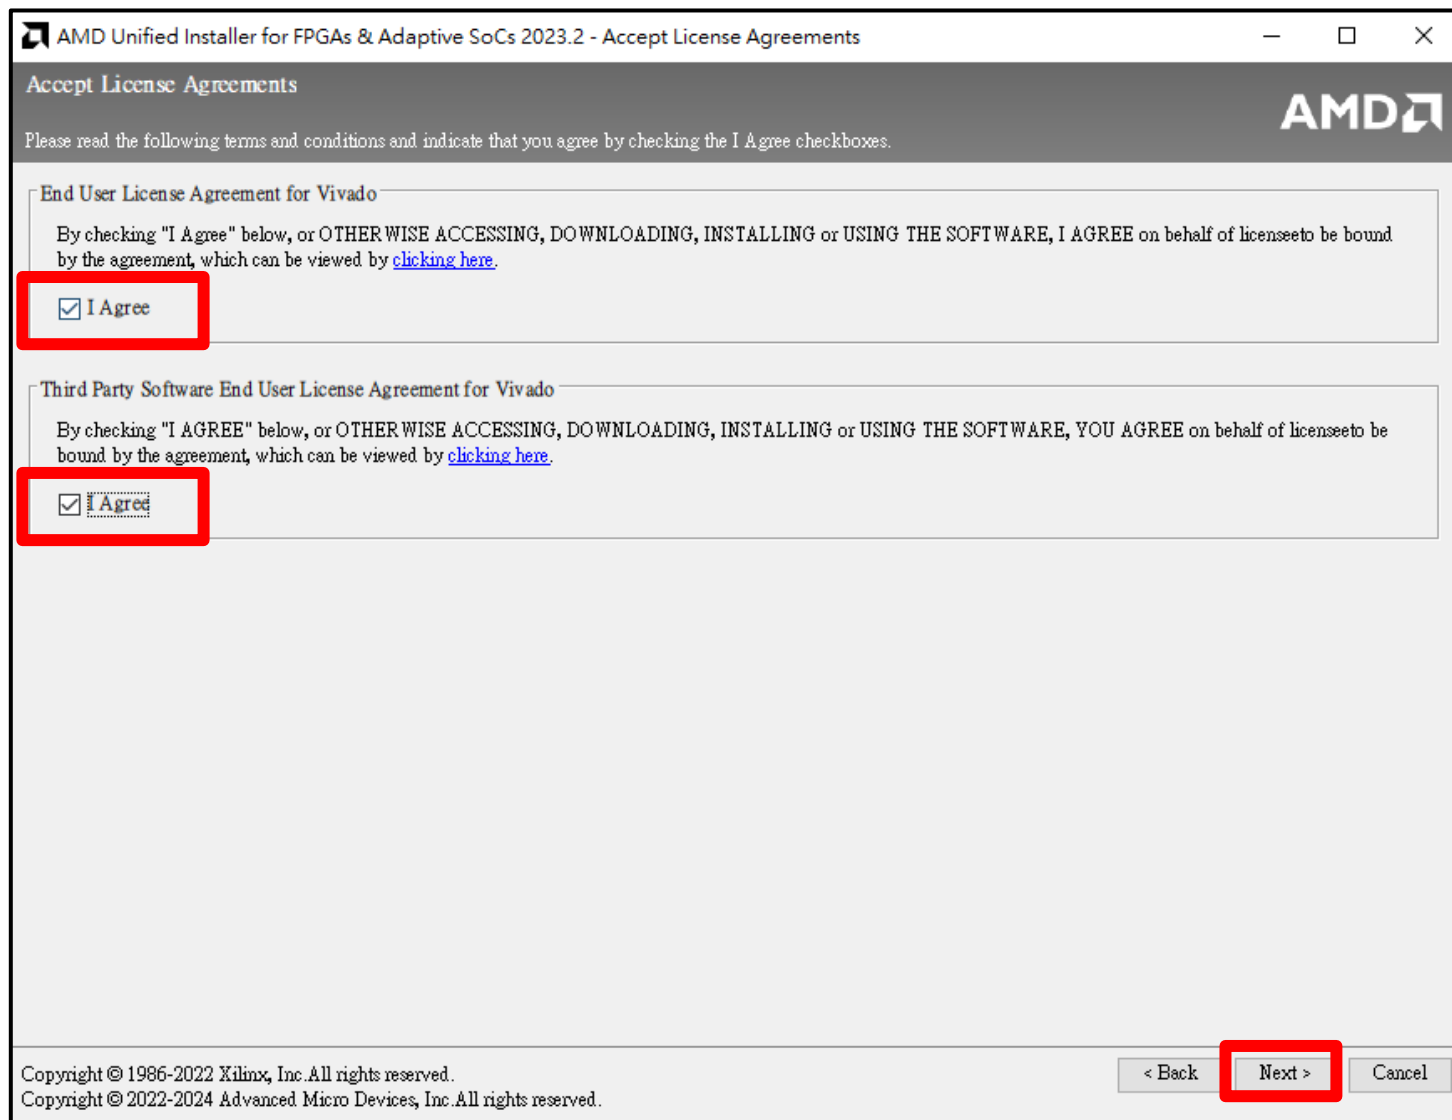 AMD Unified Installer for FPGAs & Adaptive SoCs 2023.2 - Accept License Agreements
Accept License Agreements
AMD
Please read the following terms and conditions and indicate that you agree by checking the I Agree checkboxes.
End User License Agreement for Vivado
By checking "I Agree" below, or OTHERWISE ACCESSING, DOWNLOADING, INSTALLING or USING THE SOFTWARE, I AGREE on behalf of licenseeto be bound
by the agreement, which can be viewed by clicking here.
I Agree
Third Party Software End User License Agreement for Vivado
By checking "I AGREE" below, or OTHERWISE ACCESSING, DOWNLOADING, INSTALLING or USING THE SOFTWARE, YOU AGREE on behalf of licenseeto be
bound by the agreement, which can be viewed by clicking here.
I Agree
Copyright © 1986-2022 Xilinx, Inc.All rights reserved.
Copyright © 2022-2024 Advanced Micro Devices, Inc.All rights reserved.
< Back Next > Cancel